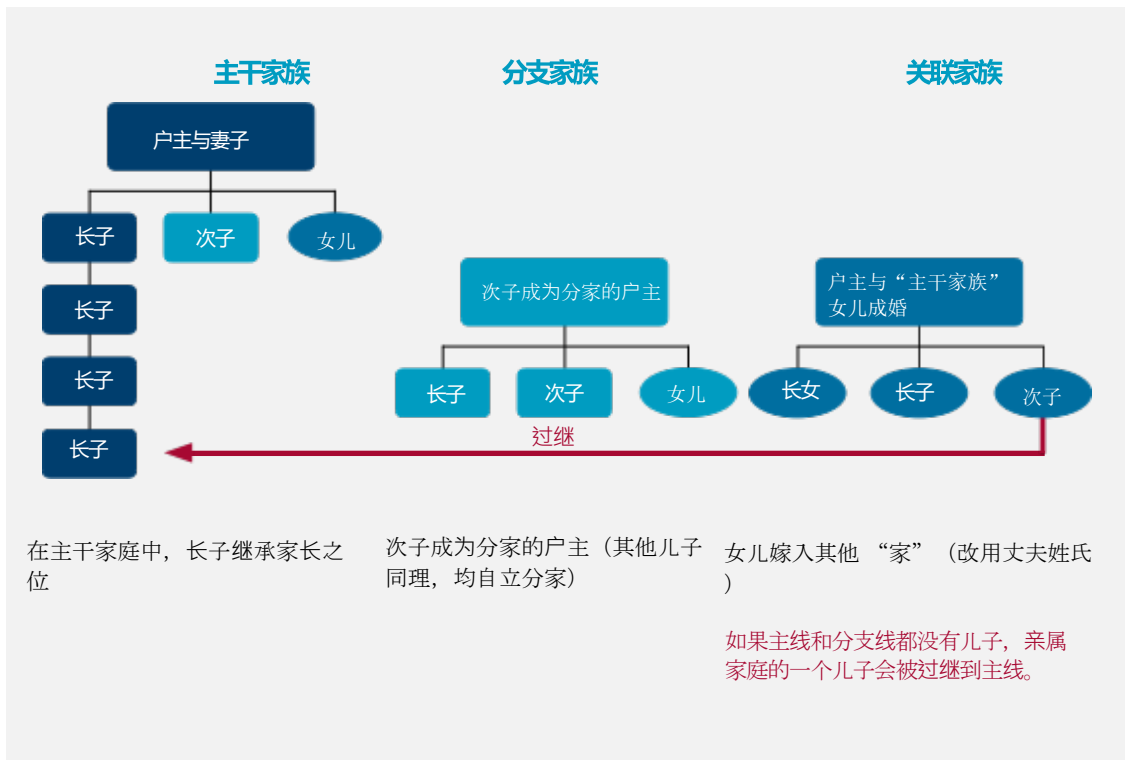 主干家族
分支家族
关联家族
户主与妻子
长子
次子
女儿
长子
长子
长子
次子成为分家的户主
长子
次子
女儿
户主与“主干家族”
女儿成婚
长女
长子
次子
过继
在主干家庭中，长子继承家长之
位
次子成为分家的户主（其他儿子
同理，均自立分家）
女儿嫁入其他 “家” （改用丈夫姓氏
）
如果主线和分支线都没有儿子，亲属
家庭的一个儿子会被过继到主线。